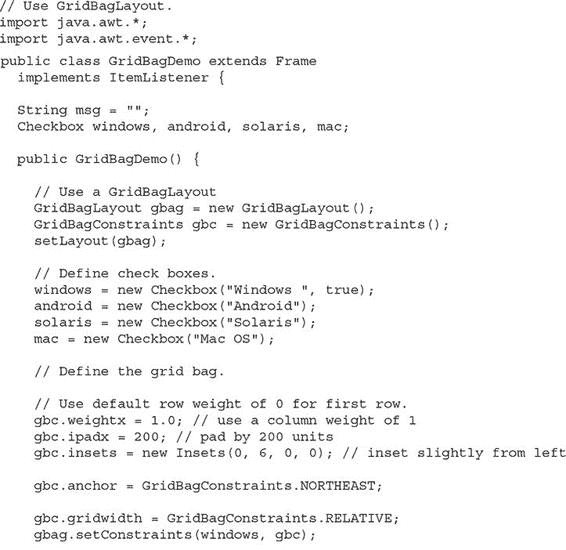 // Use GridBagLayout.
import java.awt.*;
import java.awt.event.*;
public class GridBagDemo extends Frame
  implements ItemListener {

  String msg = "";
  Checkbox windows, android, solaris, mac;

  public GridBagDemo() {

    // Use a GridBagLayout
    GridBagLayout gbag = new GridBagLayout();
    GridBagConstraints gbc = new GridBagConstraints();
    setLayout(gbag);

    // Define check boxes.
    windows = new Checkbox("Windows ", true);
    android = new Checkbox("Android");
    solaris = new Checkbox("Solaris");
    mac = new Checkbox("Mac OS");

    // Define the grid bag.

    // Use default row weight of 0 for first row.
    gbc.weightx = 1.0; // use a column weight of 1
    gbc.ipadx = 200; // pad by 200 units
    gbc.insets = new Insets(0, 6, 0, 0); // inset slightly from left

    gbc.anchor = GridBagConstraints.NORTHEAST;

    gbc.gridwidth = GridBagConstraints.RELATIVE;
    gbag.setConstraints(windows, gbc);